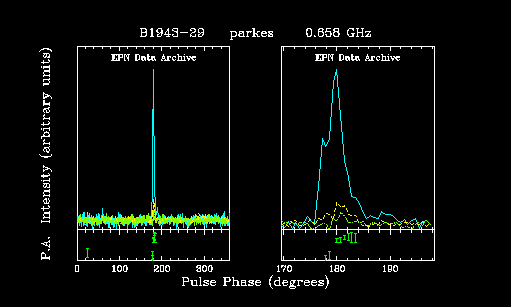 B1943-29 parkes 0.658 GHz
EPN Data Archive EPN Data Archive
Intensity (arbitrary units)
P.A.
0 100 200 300 170 180 190
Pulse Phase (degrees)